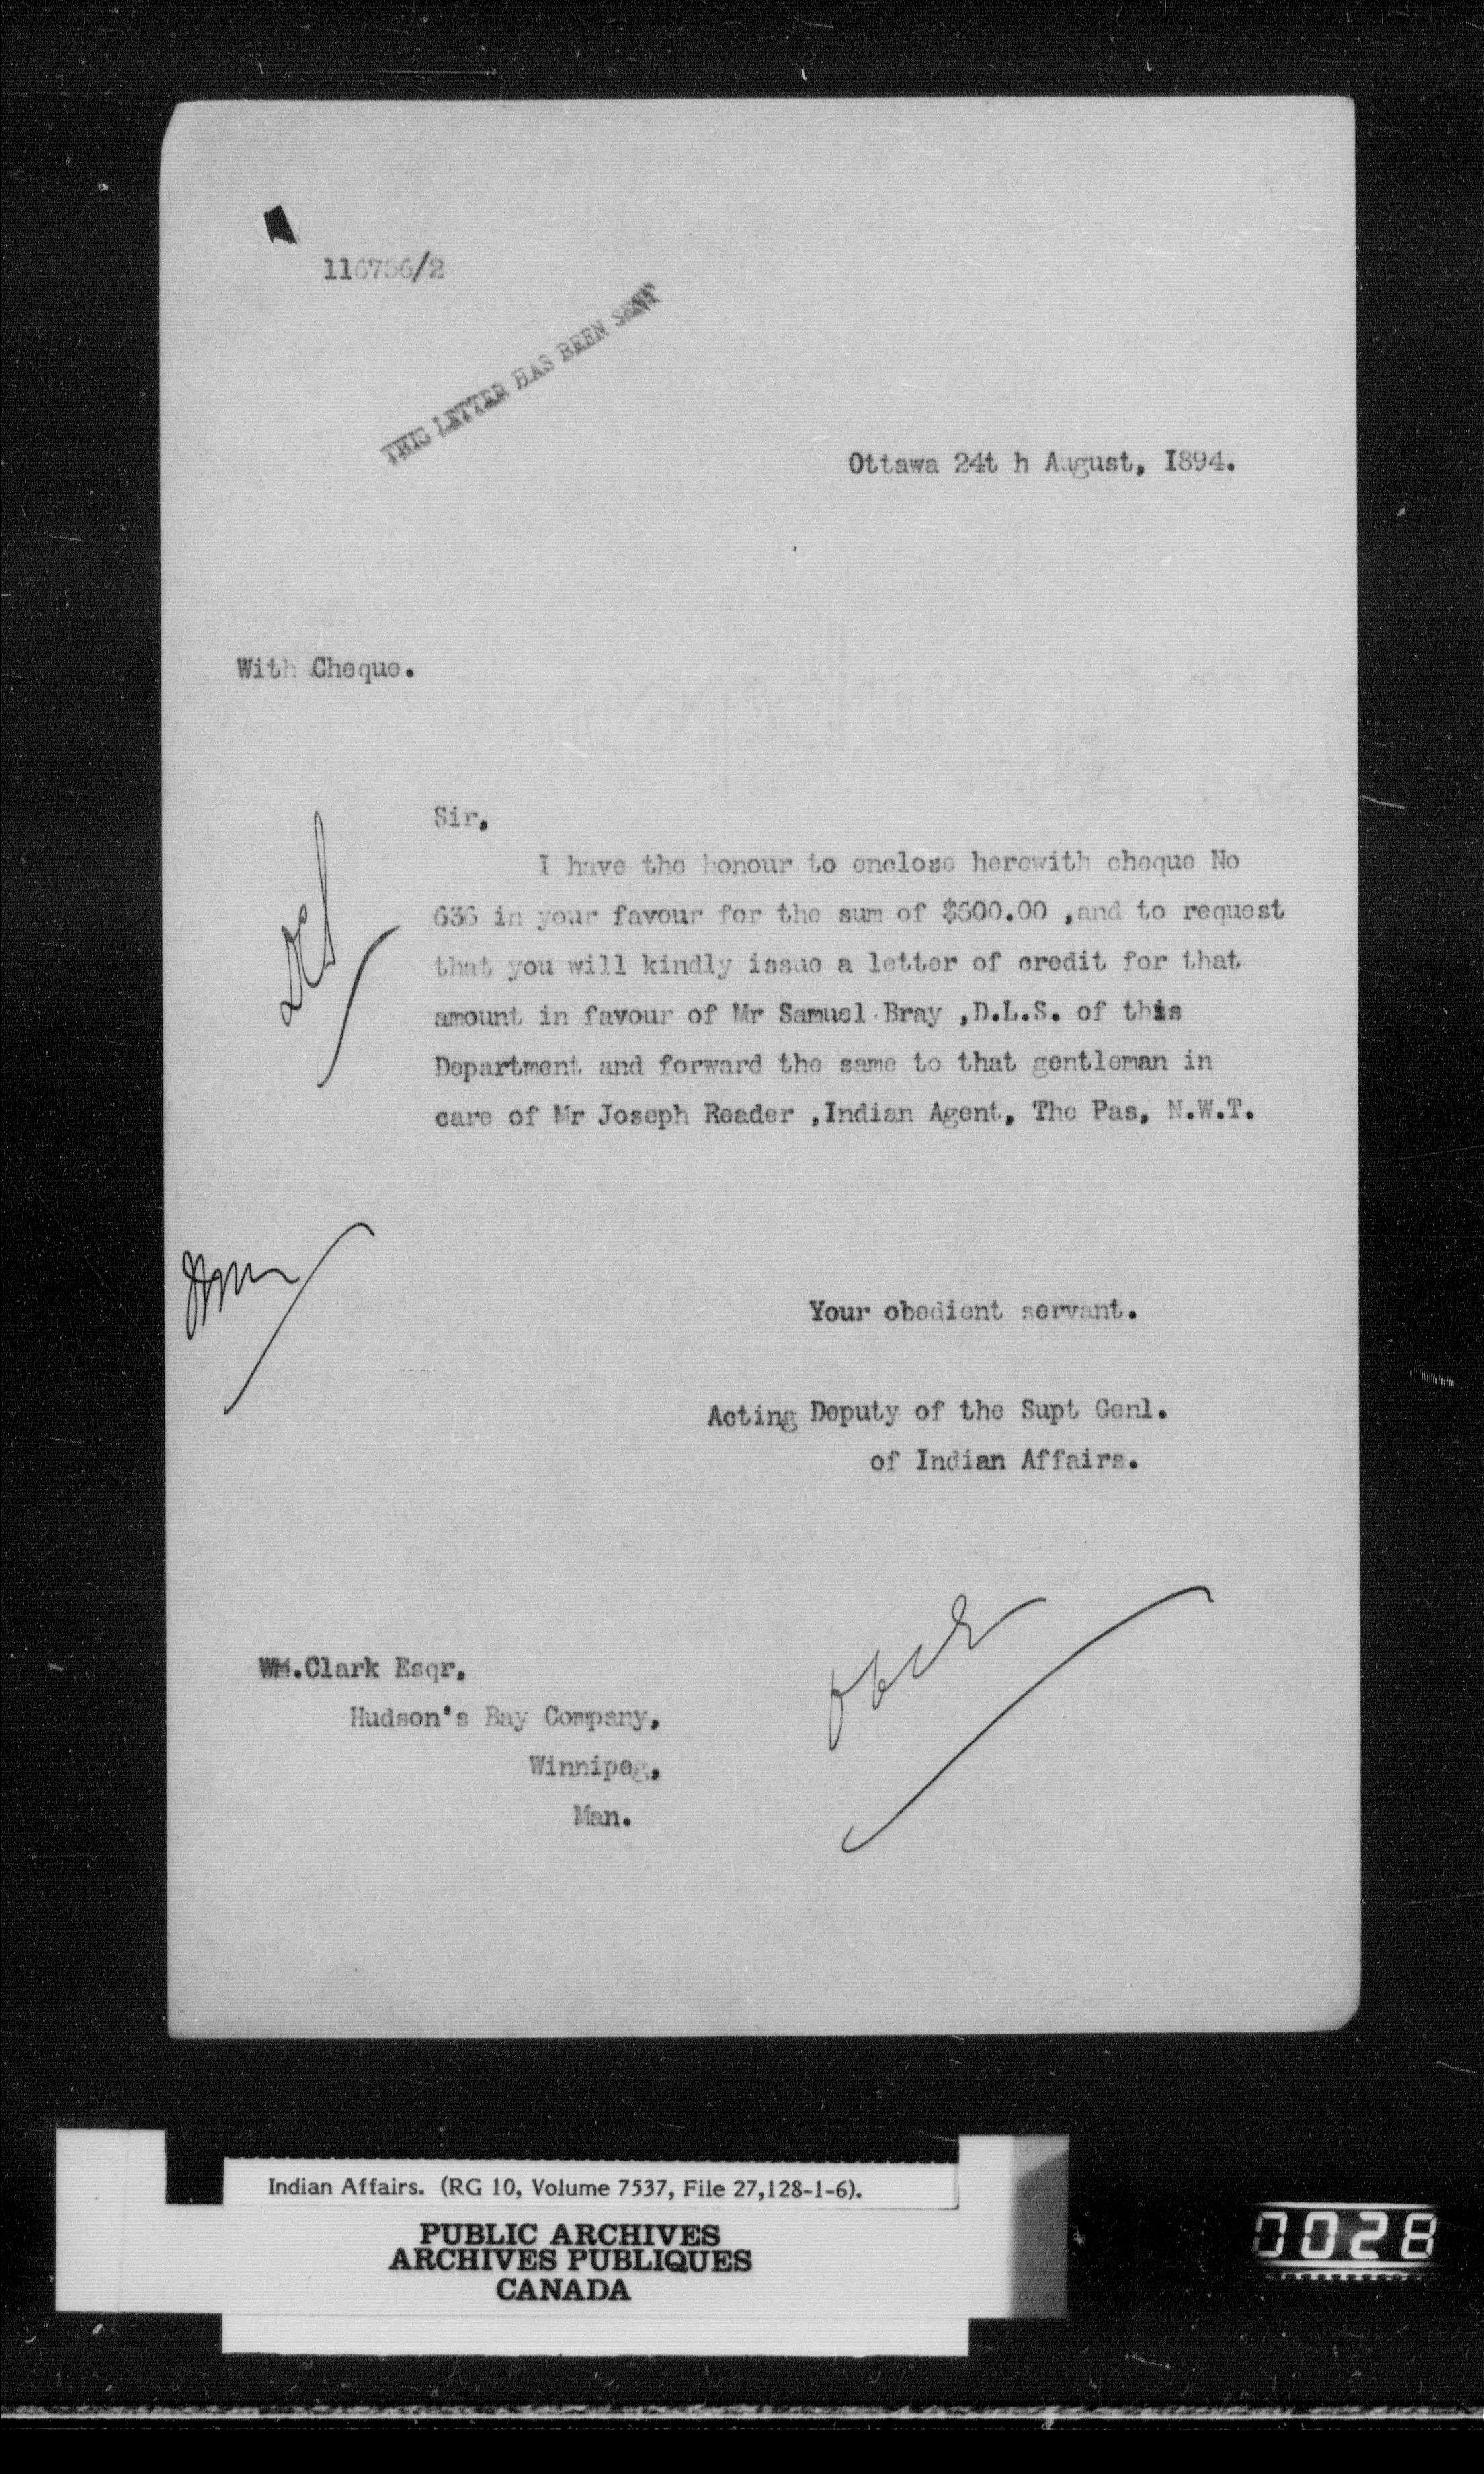 116756/2
THIS LETTER HAS BEEN SENT
Ottawa 24t h August, I894.
With Cheque.
Sir,
I have the honour to enclose herewith cheque No
636 in your favour for the sum of $600.00 ,and to request
that you will kindly issue a letter of credit for that
amount in favour of Mr Samuel Bray ,D.L.S. of this
Department and forward the same to that gentleman in
care of Mr Joseph Reader ,Indian Agent, The Pas, N.W.T.
Your obedient servant.
Acting Deputy of the Supt Genl.
of Indian Affairs.
WM.Clark Esqr,
Hudson's Bay Company,
Winnipeg,
Man.
Indian Affairs. (RG 10, Volume 7537, File 27,128-1-6).
PUBLIC ARCHIVES
ARCHIVES PUBLIQUES
CANADA
0028